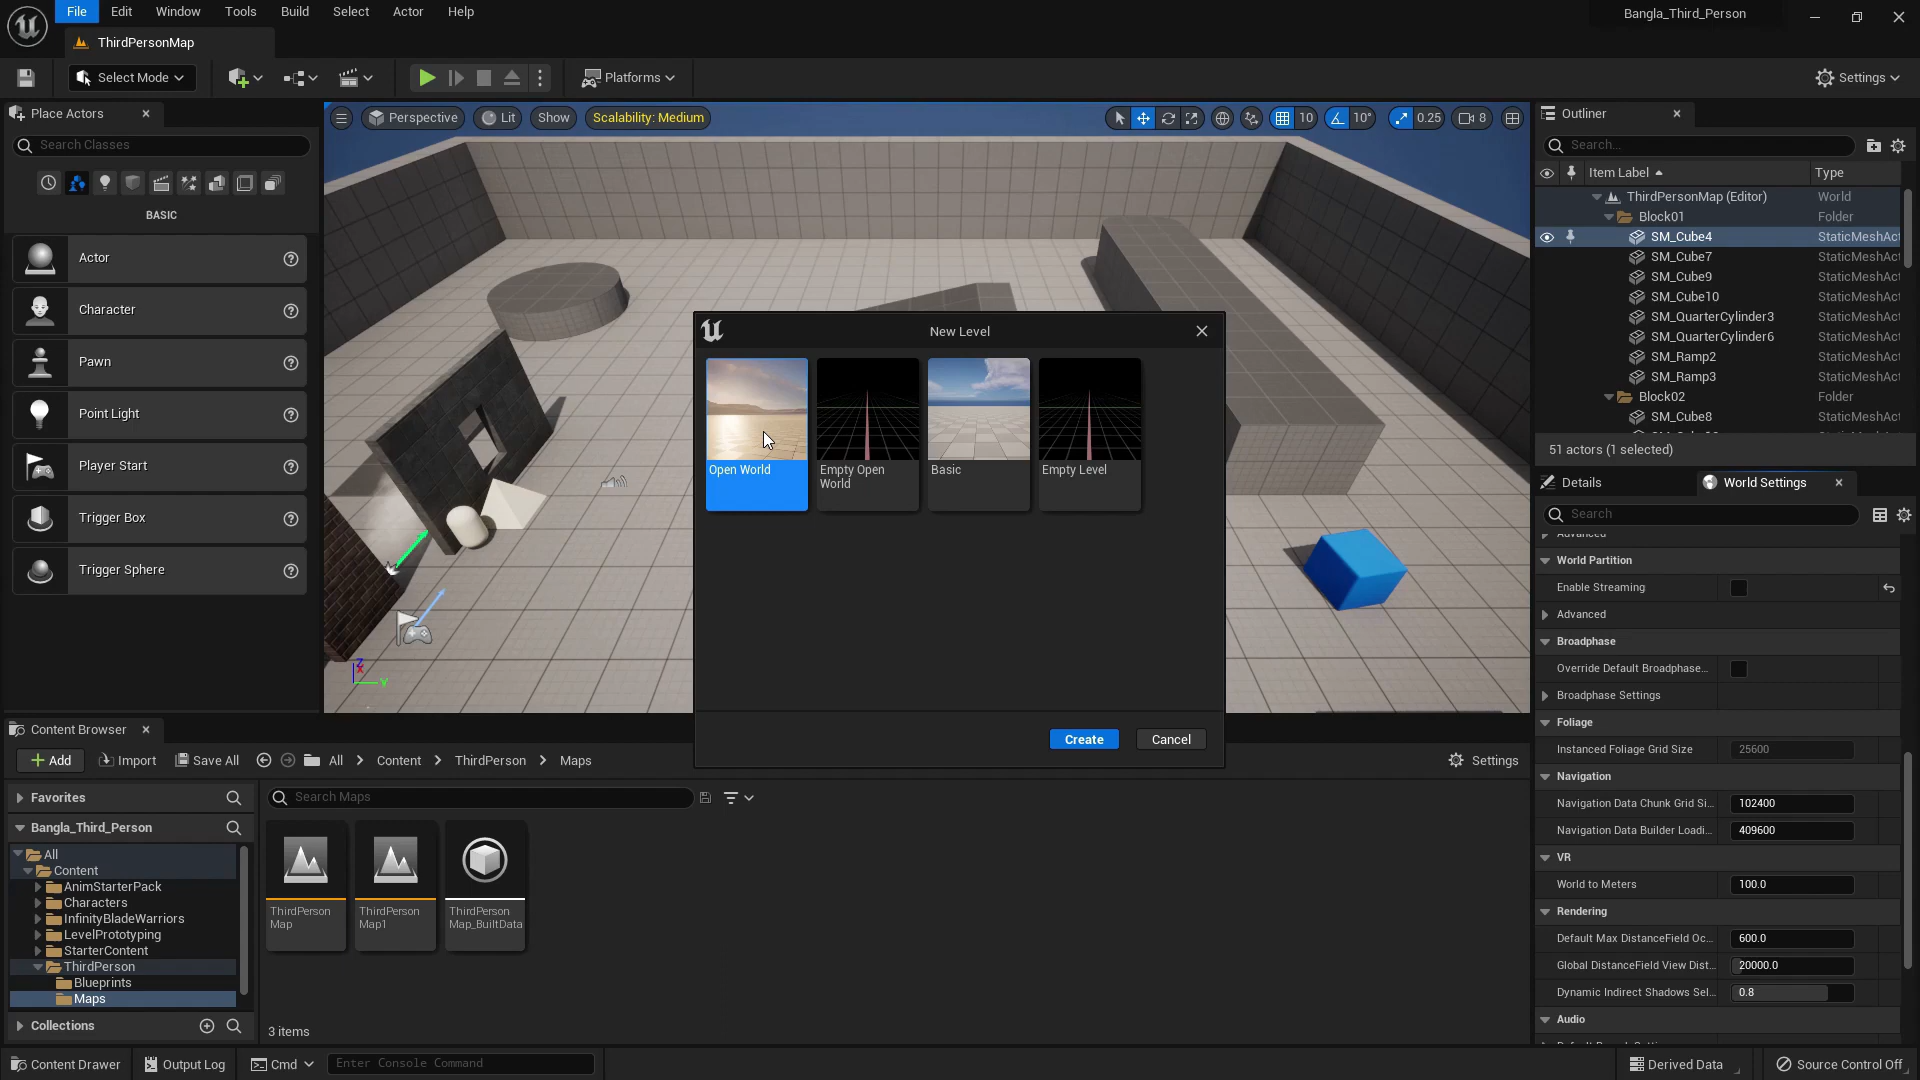 File Edit Window Tools Build Select Actor Help
Bangla_Third_Person
ThirdPersonMap
Select Mode
Platforms
Settings
Place Actors
Search Classes
BASIC
Actor
Character
Pawn
Point Light
Player Start
Trigger Box
Trigger Sphere
Perspective
Lit
Show
Scalability: Medium
10
10°
0.25
8
Z
Y
New Level
Open World
Empty Open
World
Basic
Empty Level
Create
Cancel
Outliner
Search...
Item Label Type
ThirdPersonMap (Editor) World
Block01 Folder
SM_Cube4 StaticMeshAct
SM_Cube7 StaticMeshAct
SM_Cube9 StaticMeshAct
SM_Cube10 StaticMeshAct
SM_QuarterCylinder3 StaticMeshAct
SM_QuarterCylinder6 StaticMeshAct
SM_Ramp2 StaticMeshAct
SM_Ramp3 StaticMeshAct
Block02 Folder
SM_Cube8 StaticMeshAct
51 actors (1 selected)
Details
World Settings
Search
Advanced
World Partition
Enable Streaming
Advanced
Broadphase
Override Default Broadphase...
Broadphase Settings
Foliage
Instanced Foliage Grid Size 25600
Navigation
Navigation Data Chunk Grid Si... 102400
Navigation Data Builder Loadi... 409600
VR
World to Meters 100.0
Rendering
Default Max DistanceField Oc... 600.0
Global DistanceField View Dist... 20000.0
Dynamic Indirect Shadows Sel... 0.8
Audio
Content Browser
Add
Import
Save All
All
Content
ThirdPerson
Maps
Settings
Favorites
Bangla_Third_Person
All
Content
AnimStarterPack
Characters
InfinityBladeWarriors
LevelPrototyping
StarterContent
ThirdPerson
Blueprints
Maps
Collections
Search Maps
ThirdPerson
Map
ThirdPerson
Map1
ThirdPerson
Map_BuiltData
3 items
Content Drawer
Output Log
Cmd
Enter Console Command
Derived Data
Source Control Off